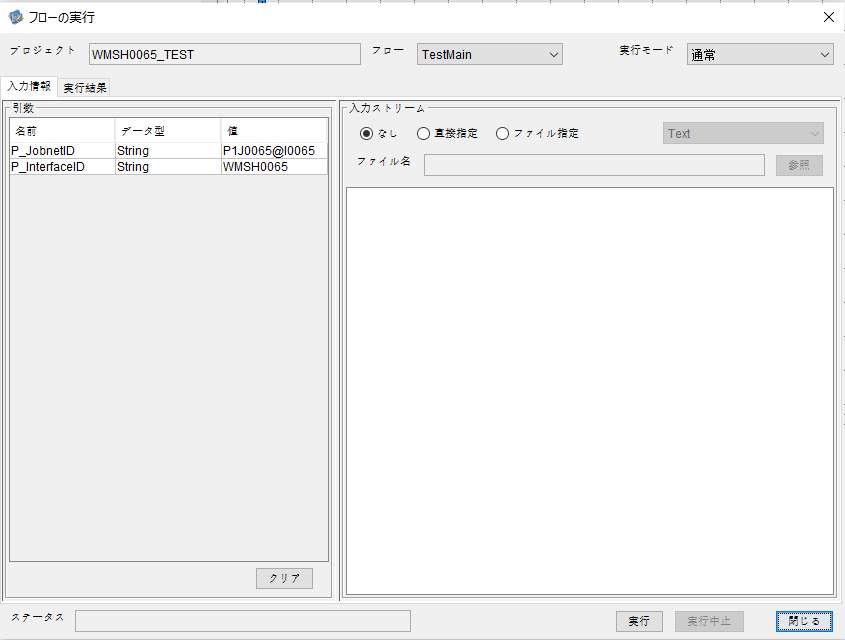 フローの実行
プロジェクト WMSH0065_TEST フロー TestMain 実行モード 通常
入力情報 実行結果
引数
名前 データ型 値
P_JobnetID String P1J0065@I0065
P_InterfaceID String WMSH0065
クリア
入力ストリーム
なし 直接指定 ファイル指定 Text
ファイル名 参照
ステータス 実行 実行中止 閉じる